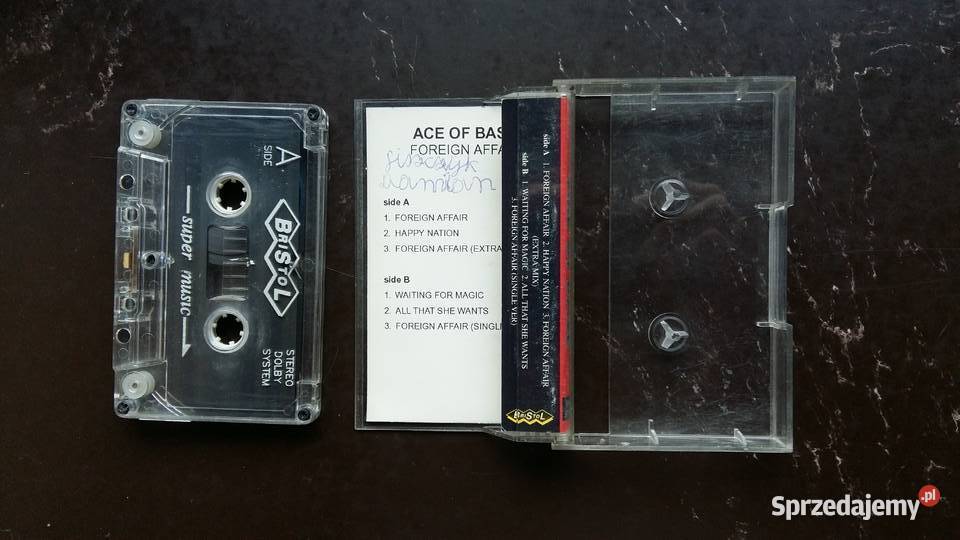 A
SIDE
BRISTOL
super music
STEREO
DOLBY
SYSTEM
ACE OF BAS
FOREIGN AFFA
side A
1. FOREIGN AFFAIR
2. HAPPY NATION
3. FOREIGN AFFAIR (EXTRA
side B
1. WAITING FOR MAGIC
2. ALL THAT SHE WANTS
3. FOREIGN AFFAIR (SINGL
side A 1. FOREIGN AFFAIR 2. HAPPY NATION 3. FOREIGN AFFAIR
(EXTRA MIX)
side B 1. WAITING FOR MAGIC 2. ALL THAT SHE WANTS
3. FOREIGN AFFAIR (SINGLE VER)
BRISTOL
Sprzedajemy.pl